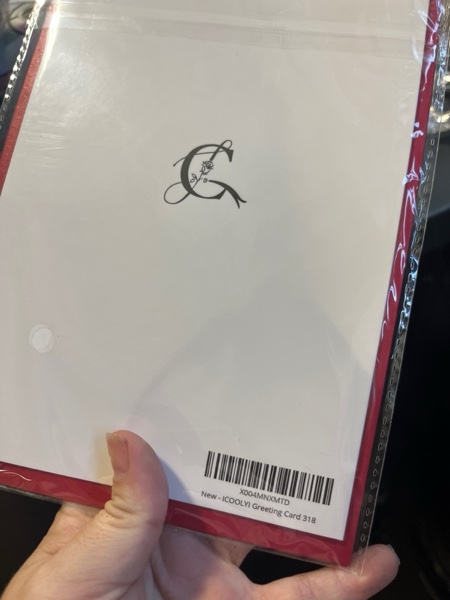 X004MNXMTD
New - ICOOLYI Greeting Card 318